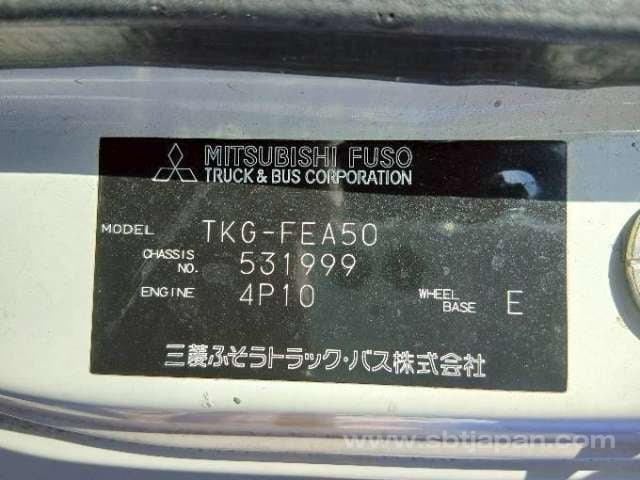 MITSUBISHI FUSO
TRUCK & BUS CORPORATION
MODEL TKG-FEA50
CHASSIS NO. 531999
ENGINE 4P10 WHEEL BASE E
三菱ふそうトラック・バス株式会社
www.sbtjapan.com